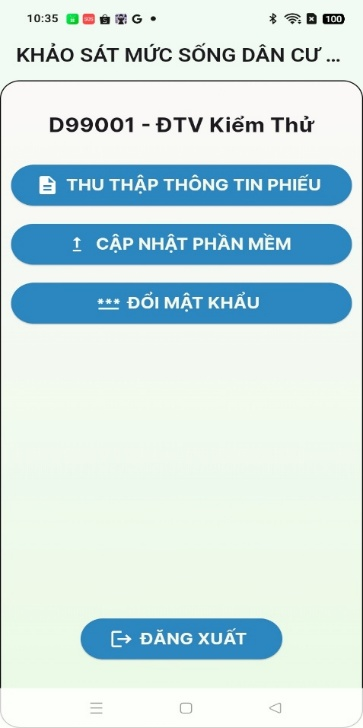 10:35
SOS
G
100
KHẢO SÁT MỨC SỐNG DÂN CƯ ...
D99001 - ĐTV Kiểm Thử
THU THẬP THÔNG TIN PHIẾU
CẬP NHẬT PHẦN MỀM
*** ĐỔI MẬT KHẨU
ĐĂNG XUẤT